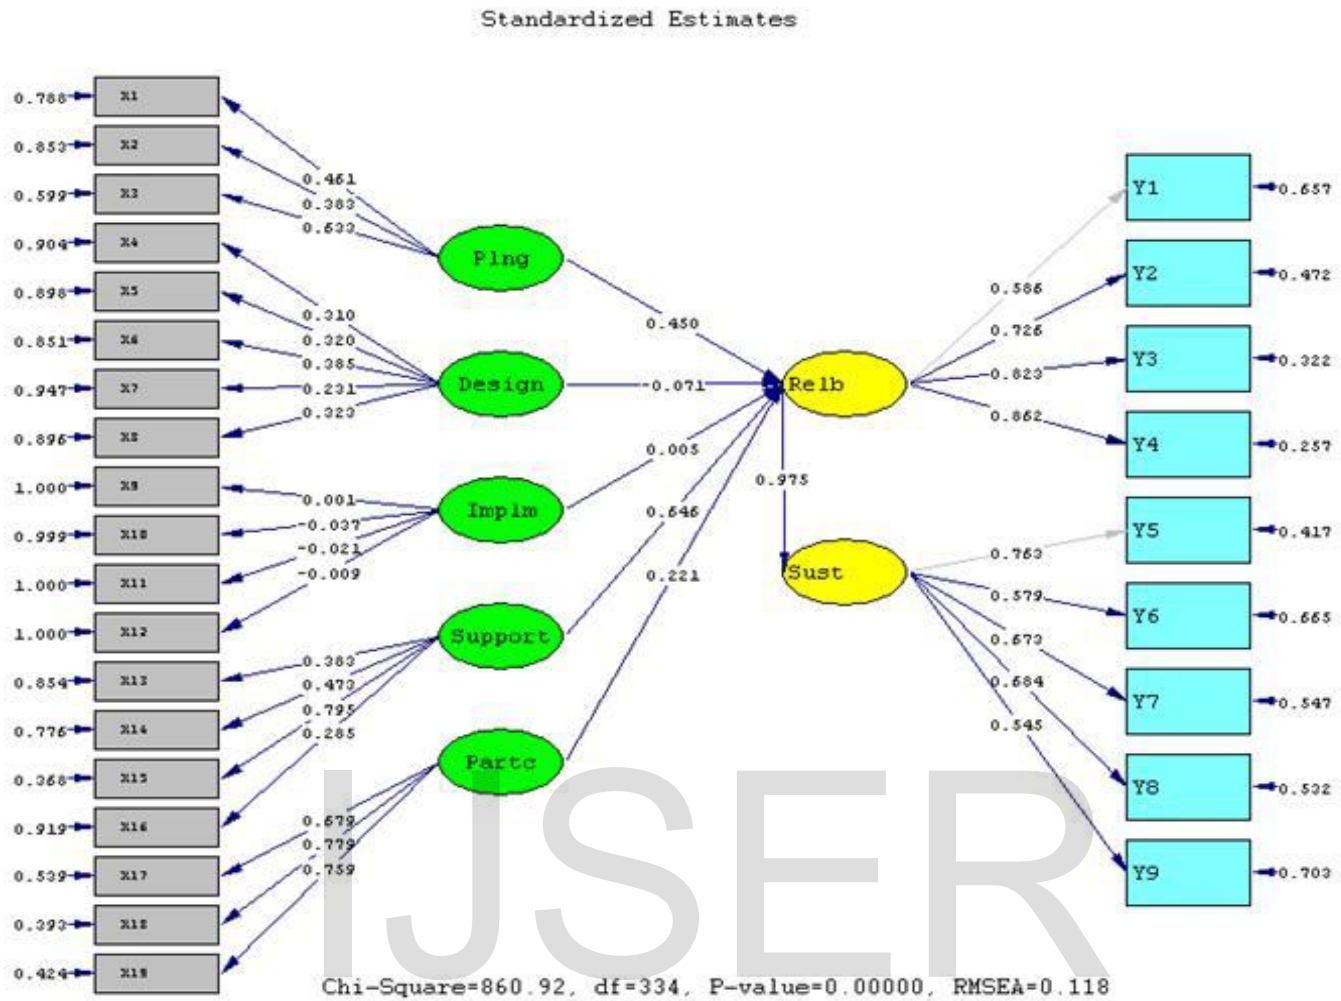 Standardized Estimates
0.788 X1
0.853 X2
0.599 X3
0.904 X4
0.898 X5
0.851 X6
0.947 X7
0.896 X8
1.000 X9
0.999 X10
1.000 X11
1.000 X12
0.854 X13
0.776 X14
0.368 X15
0.919 X16
0.539 X17
0.393 X18
0.424 X19
0.461
0.383
0.633
0.310
0.320
0.385
0.231
0.323
0.001
-0.037
-0.021
-0.009
0.383
0.473
0.795
0.285
0.679
0.779
0.759
Plng
Design
Implm
Support
Partc
0.450
-0.071
0.005
0.646
0.221
Relb
0.975
Sust
0.586
0.726
0.823
0.862
0.763
0.579
0.673
0.684
0.545
Y1 0.657
Y2 0.472
Y3 0.322
Y4 0.257
Y5 0.417
Y6 0.665
Y7 0.547
Y8 0.532
Y9 0.703
IJSER
Chi-Square=860.92, df=334, P-value=0.00000, RMSEA=0.118